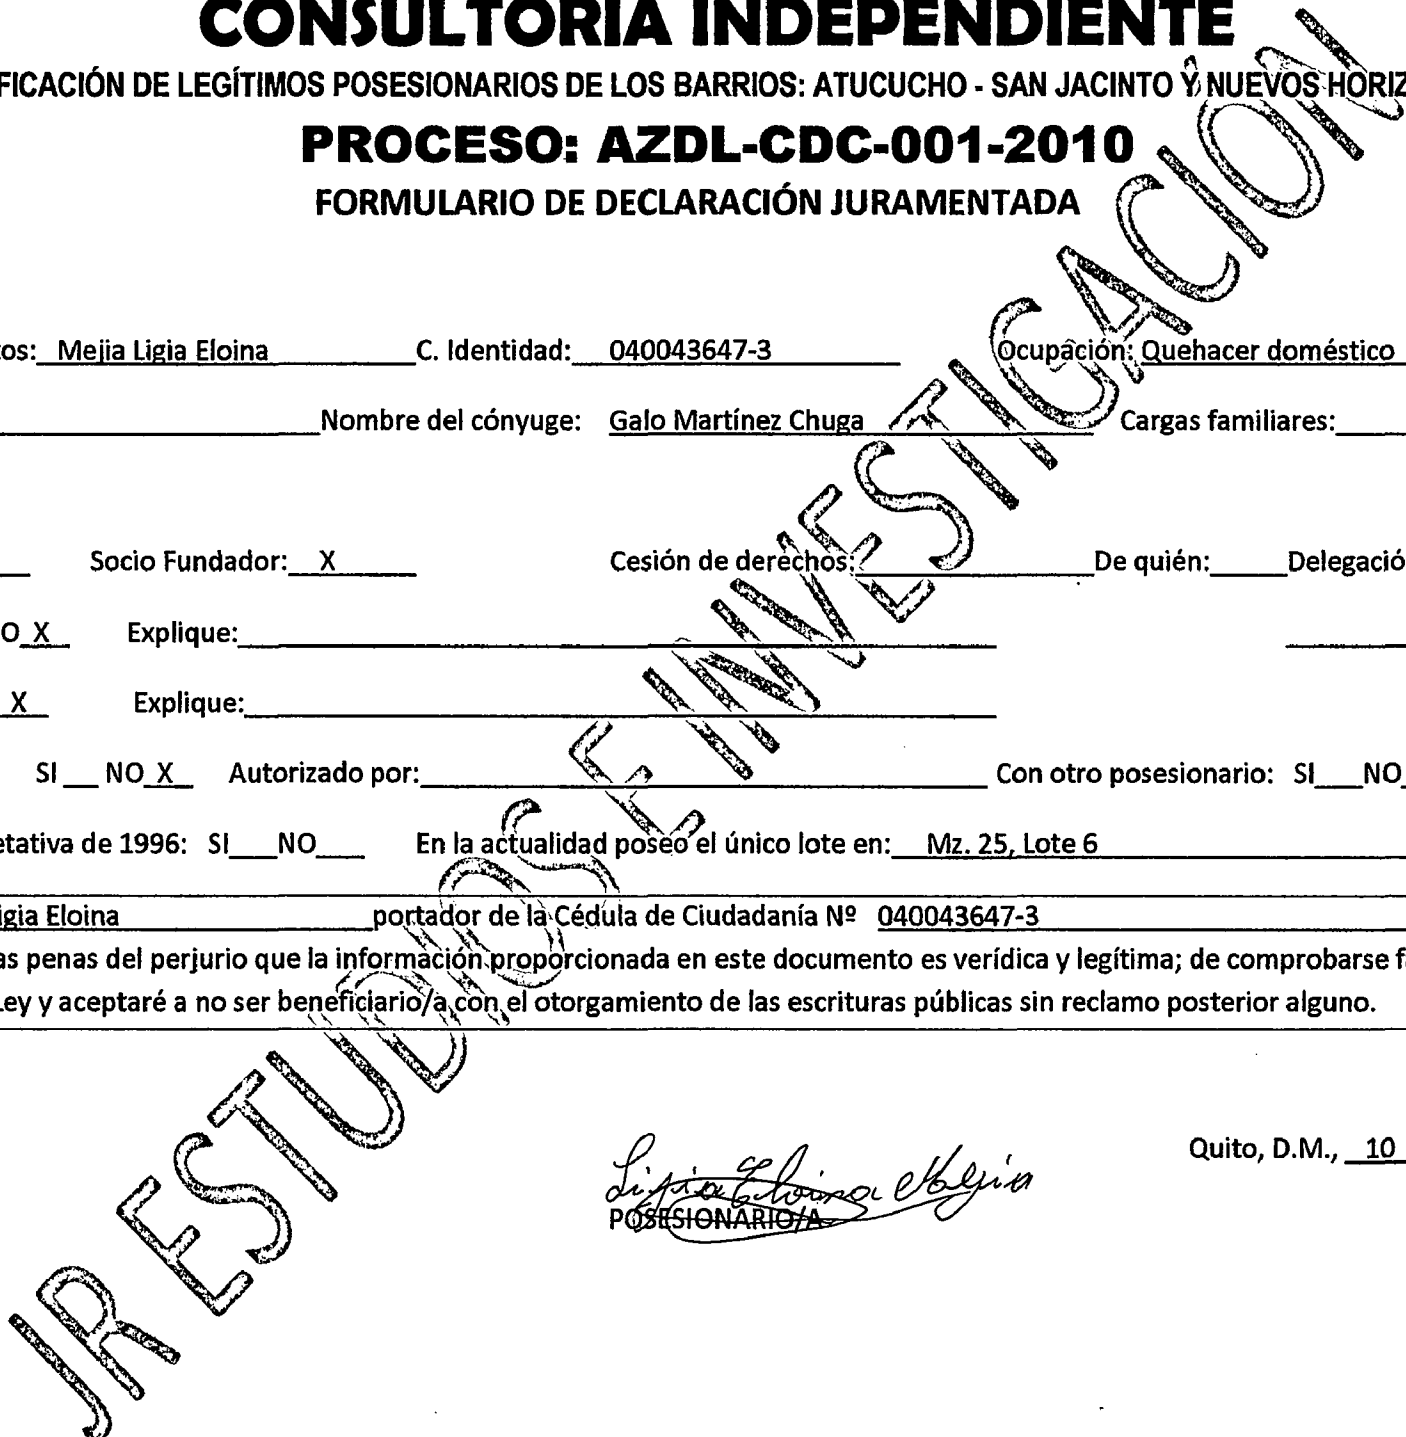 CONSULTORÍA INDEPENDIENTE
FICACIÓN DE LEGÍTIMOS POSESIONARIOS DE LOS BARRIOS: ATUCUCHO - SAN JACINTO Y NUEVOS HORIZ
PROCESO: AZDL-CDC-001-2010
FORMULARIO DE DECLARACIÓN JURAMENTADA
tos: Mejia Ligia Eloina C. Identidad: 040043647-3 Ocupación: Quehacer doméstico
Nombre del cónyuge: Galo Martínez Chuga Cargas familiares:
Socio Fundador: X Cesión de derechos: De quién: Delegació
O X Explique:
X Explique:
SI NO X Autorizado por: Con otro posesionario: SI NO
etativa de 1996: SI NO En la actualidad poseo el único lote en: Mz. 25, Lote 6
igia Eloina portador de la Cédula de Ciudadanía Nº 040043647-3
as penas del perjurio que la información proporcionada en este documento es verídica y legítima; de comprobarse fa
Ley y aceptaré a no ser beneficiario/a con el otorgamiento de las escrituras públicas sin reclamo posterior alguno.
Quito, D.M., 10
Ligia Eloina Mejia
POSESIONARIO/A
JR ESTUDIOS E INVESTIGACION